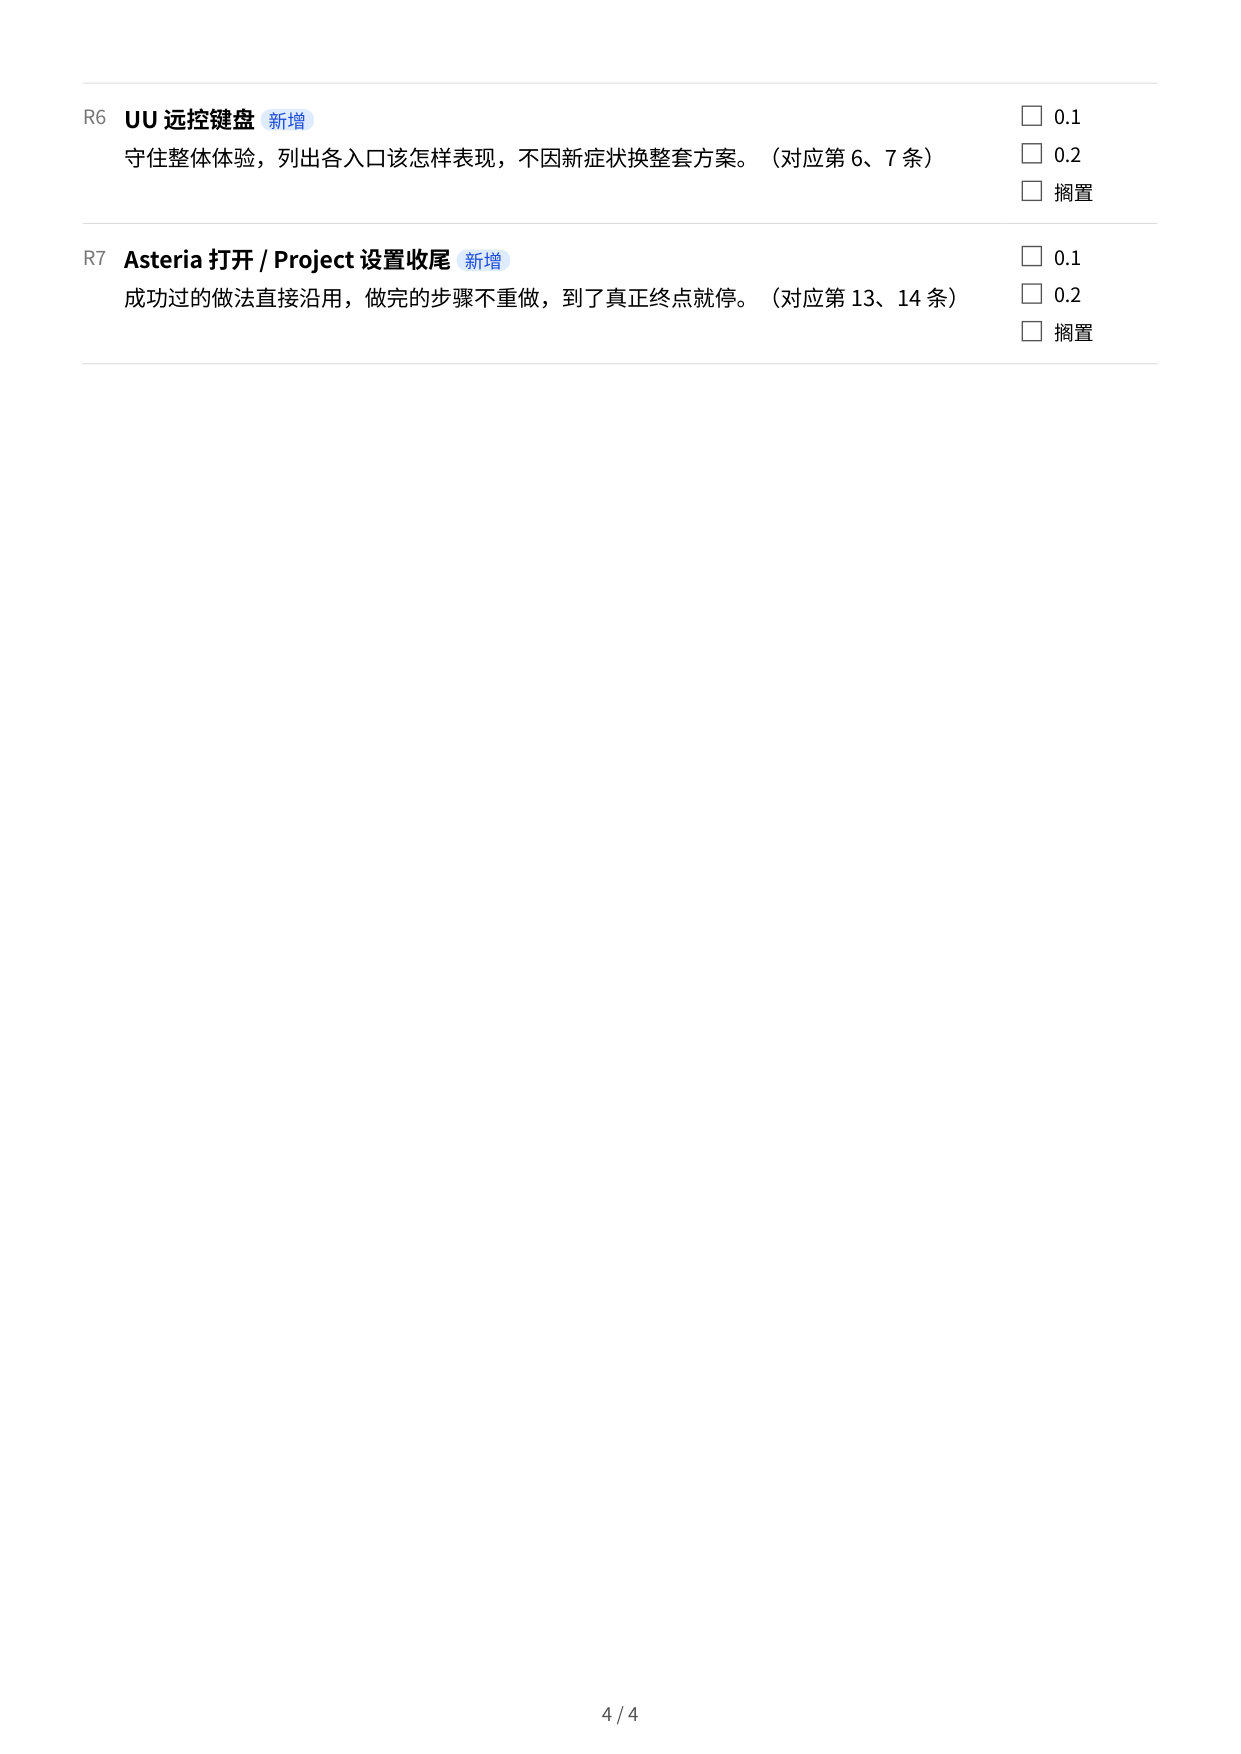 R6 UU 远控键盘 新增 ☐ 0.1
守住整体体验，列出各入口该怎样表现，不因新症状换整套方案。（对应第 6、7 条） ☐ 0.2
☐ 搁置
R7 Asteria 打开 / Project 设置收尾 新增 ☐ 0.1
成功过的做法直接沿用，做完的步骤不重做，到了真正终点就停。（对应第 13、14 条） ☐ 0.2
☐ 搁置
4 / 4